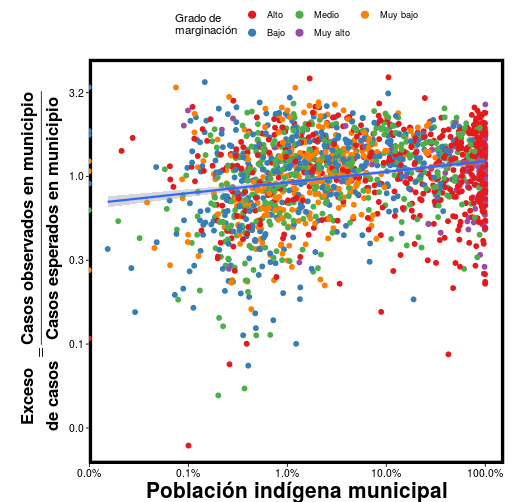 Grado de
marginación
Alto
Medio
Muy bajo
Bajo
Muy alto
3.2
1.0
0.3
0.1
0.0
0.0%
0.1%
1.0%
10.0%
100.0%
Población indígena municipal
Exceso = Casos observados en municipio
de casos Casos esperados en municipio